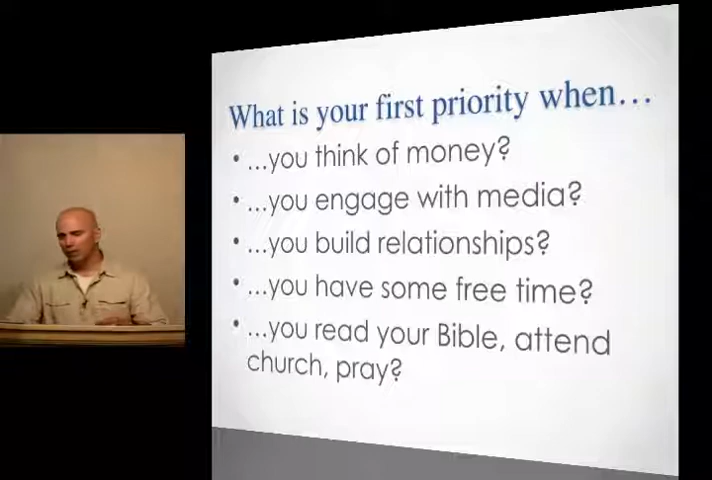 What is your first priority when…
• …you think of money?
• …you engage with media?
• …you build relationships?
• …you have some free time?
• …you read your Bible, attend
church, pray?